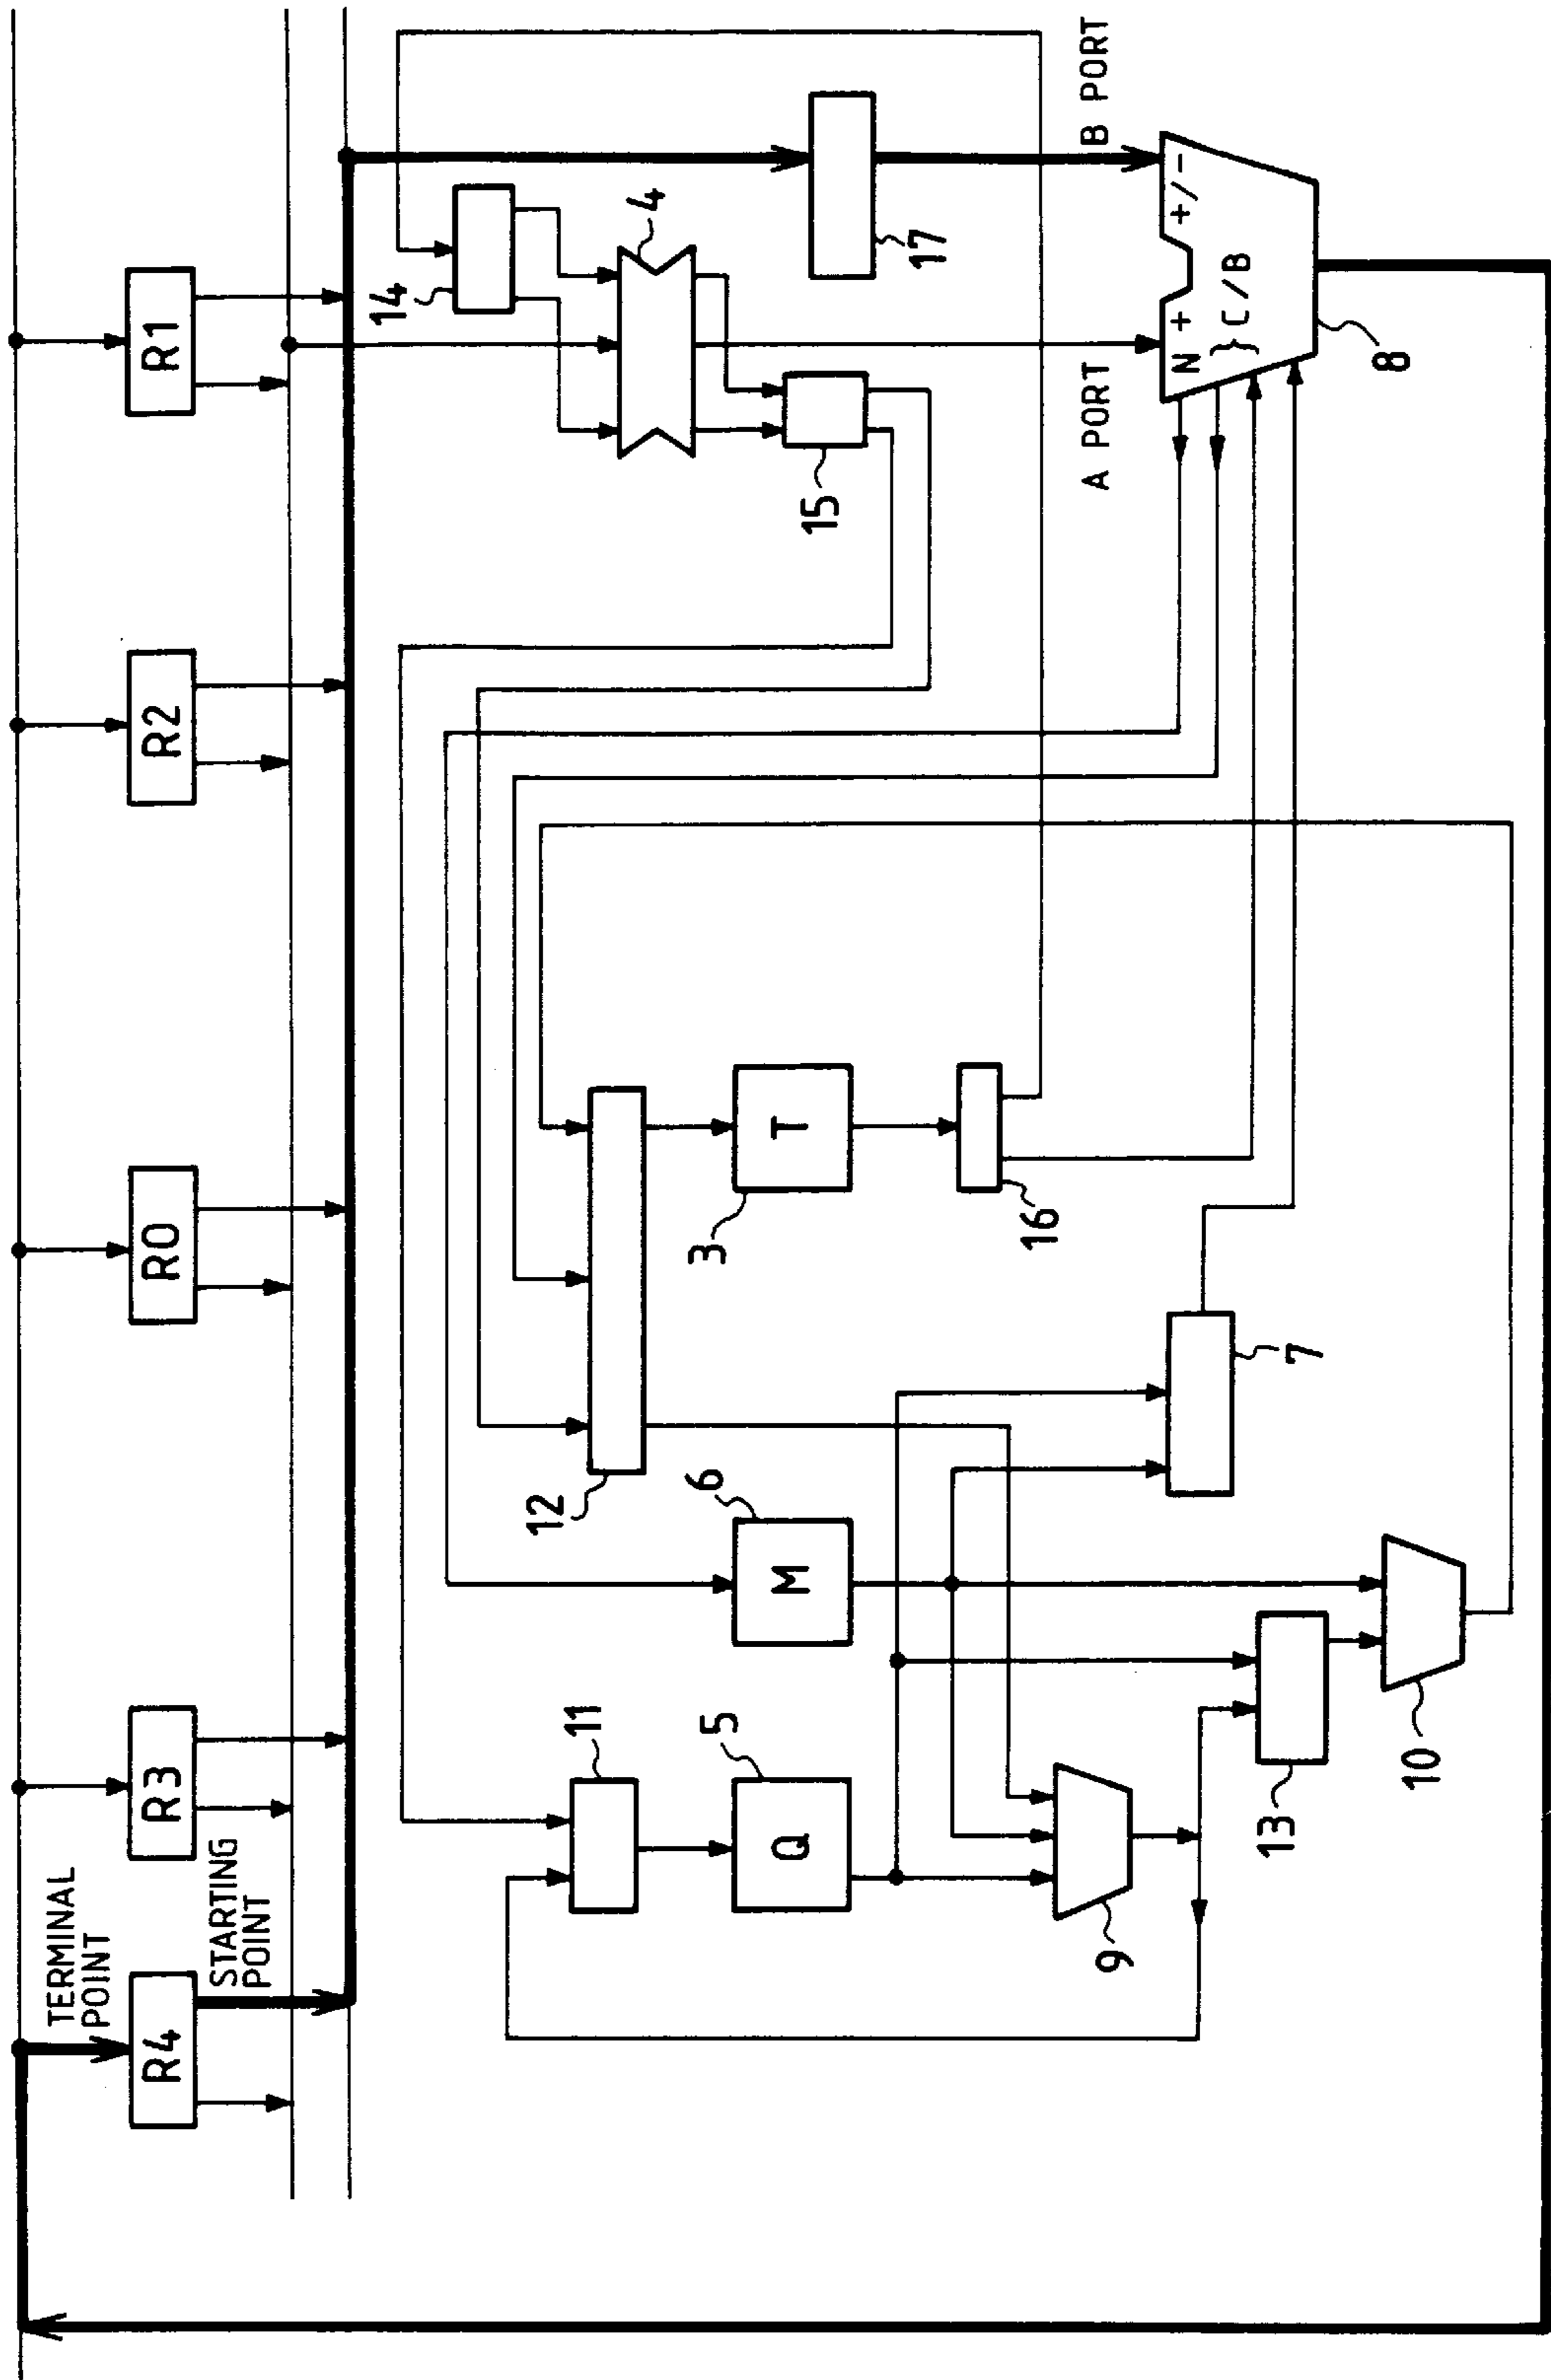 TERMINAL
POINT
STARTING
POINT
R4
R3
R0
R2
R1
14
4
15
17
A PORT
B PORT
N + +/-
} C/B
8
12
T
3
16
11
Q
5
M
6
7
9
13
10